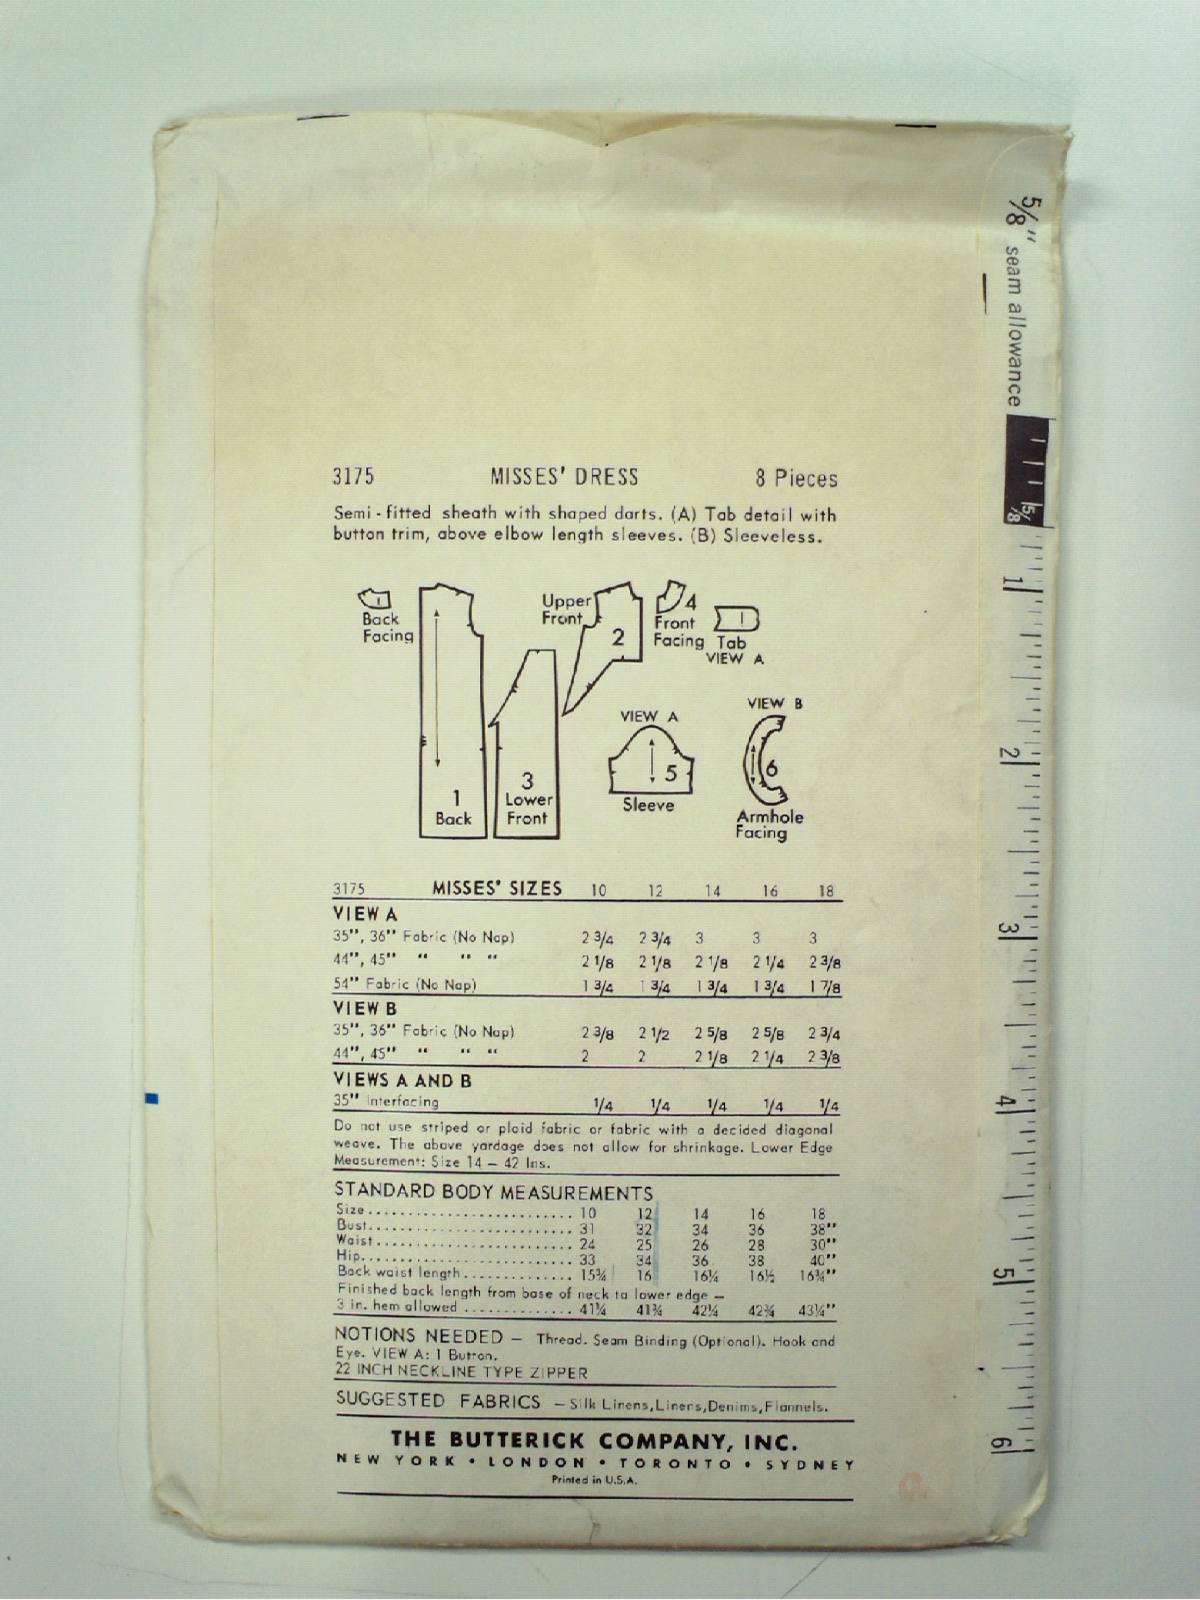 3175 MISSES' DRESS 8 Pieces
Semi-fitted sheath with shaped darts. (A) Tab detail with
button trim, above elbow length sleeves. (B) Sleeveless.
Back
Facing
Upper
Front
2
4
Front
Facing
Tab
VIEW A
1
Back
3
Lower
Front
VIEW A
5
Sleeve
VIEW B
6
Armhole
Facing
3175 MISSES' SIZES 10 12 14 16 18
VIEW A
35", 36" Fabric (No Nap) 2 3/4 2 3/4 3 3 3
44", 45" " " " 2 1/8 2 1/8 2 1/8 2 1/4 2 3/8
54" Fabric (No Nap) 1 3/4 1 3/4 1 3/4 1 3/4 1 7/8
VIEW B
35", 36" Fabric (No Nap) 2 3/8 2 1/2 2 5/8 2 5/8 2 3/4
44", 45" " " " 2 2 2 1/8 2 1/4 2 3/8
VIEWS A AND B
35" Interfacing 1/4 1/4 1/4 1/4 1/4
Do not use striped or plaid fabric or fabric with a decided diagonal
weave. The above yardage does not allow for shrinkage. Lower Edge
Measurement: Size 14 – 42 Ins.
STANDARD BODY MEASUREMENTS
Size.......................... 10 12 14 16 18
Bust.......................... 31 32 34 36 38"
Waist......................... 24 25 26 28 30"
Hip........................... 33 34 36 38 40"
Back waist length............. 15¾ 16 16¼ 16½ 16¾"
Finished back length from base of neck to lower edge –
3 in. hem allowed ............. 41¼ 41¾ 42¼ 42¾ 43¼"
NOTIONS NEEDED – Thread. Seam Binding (Optional). Hook and
Eye. VIEW A: 1 Button.
22 INCH NECKLINE TYPE ZIPPER
SUGGESTED FABRICS – Silk Linens, Linens, Denims, Flannels.
THE BUTTERICK COMPANY, INC.
NEW YORK • LONDON • TORONTO • SYDNEY
Printed in U.S.A.
5/8" seam allowance
5/8
1
2
3
4
5
6